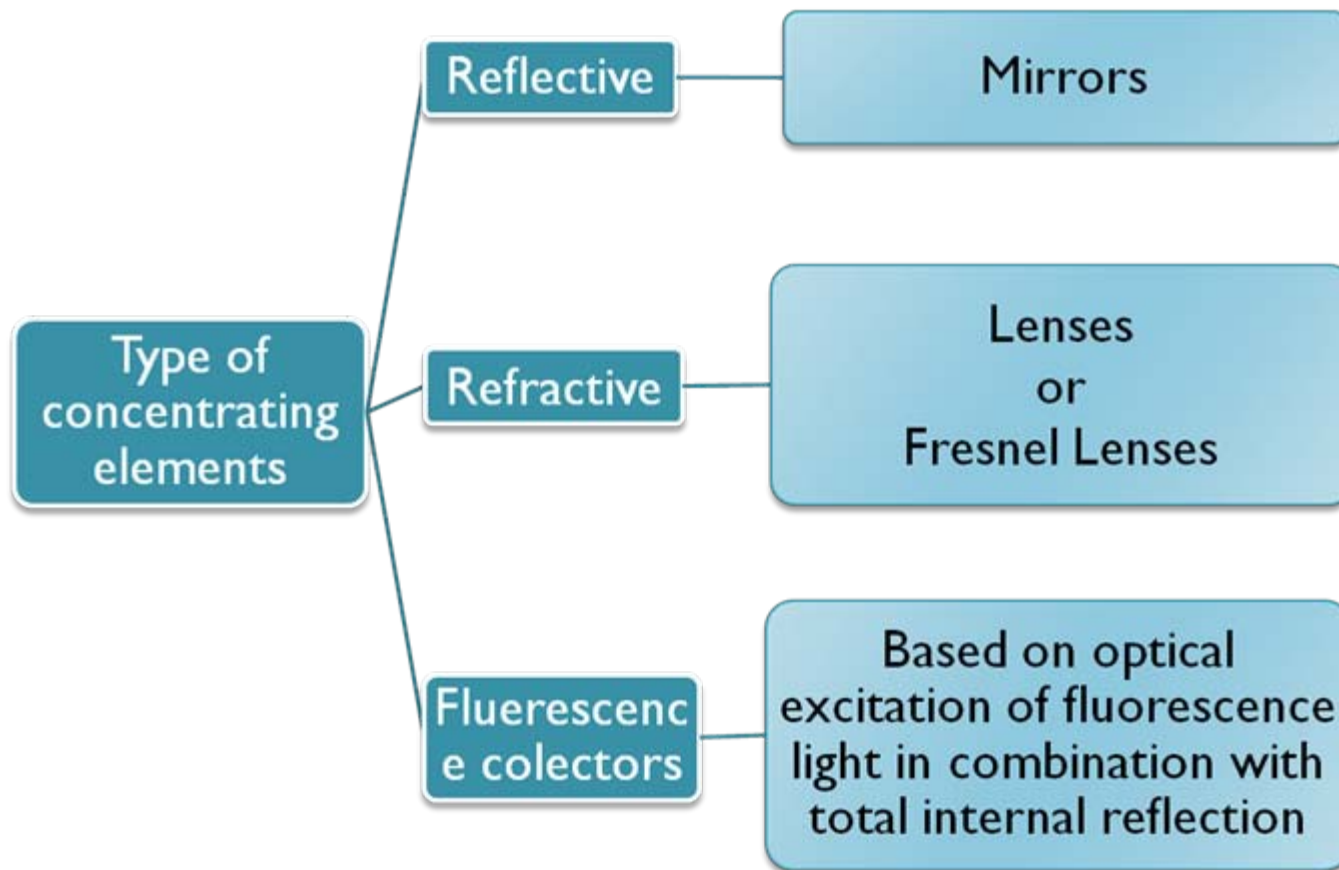 Reflective
Mirrors
Type of
concentrating
elements
Refractive
Lenses
or
Fresnel Lenses
Fluerescenc
e colectors
Based on optical
excitation of fluorescence
light in combination with
total internal reflection